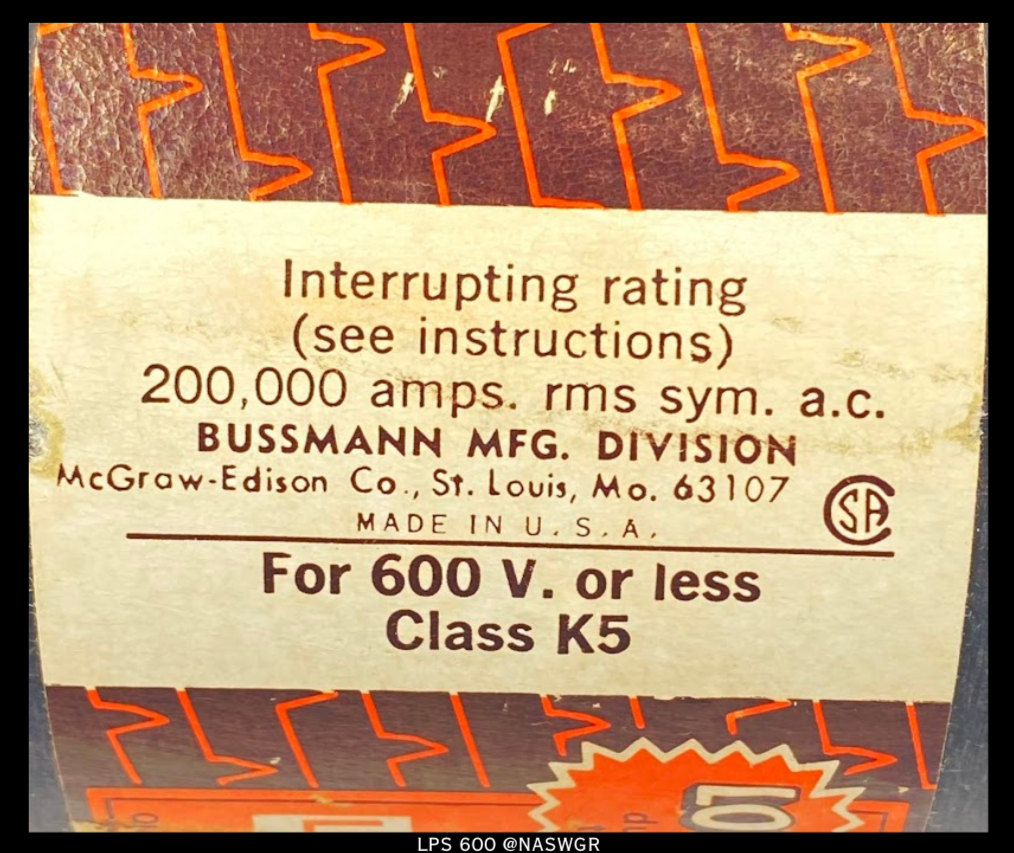 Interrupting rating
(see instructions)
200,000 amps. rms sym. a.c.
BUSSMANN MFG. DIVISION
McGraw-Edison Co., St. Louis, Mo. 63107
MADE IN U.S.A.
CSA
For 600 V. or less
Class K5
LPS 600 @NASWGR